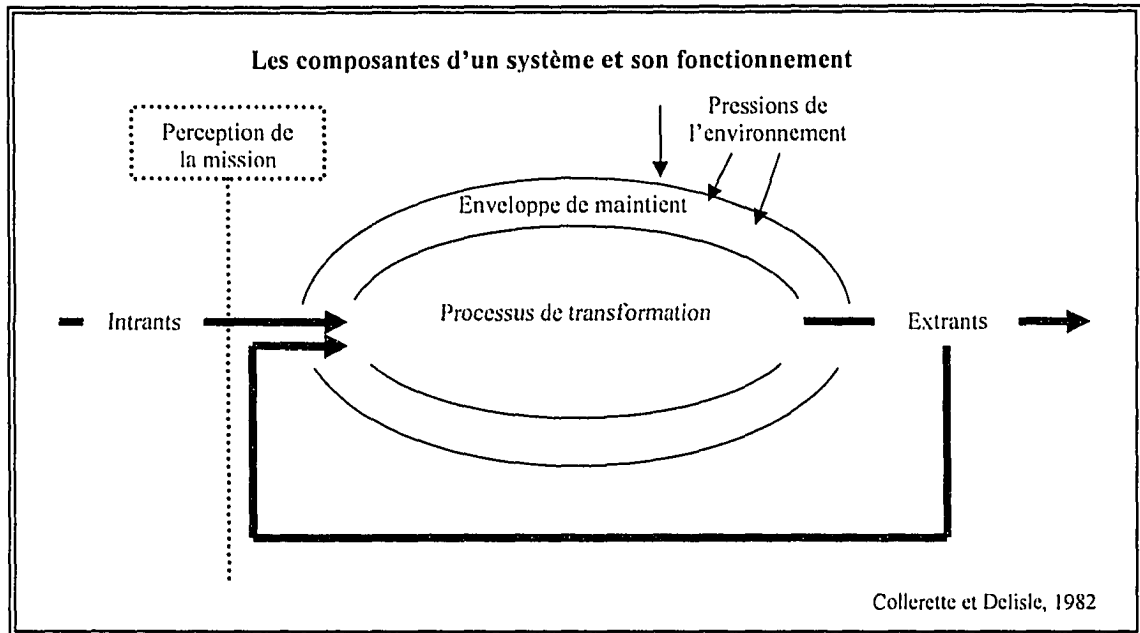 Les composantes d'un système et son fonctionnement
Perception de
la mission
Pressions de
l'environnement
Enveloppe de maintient
Intrants
Processus de transformation
Extrants
Collerette et Delisle, 1982